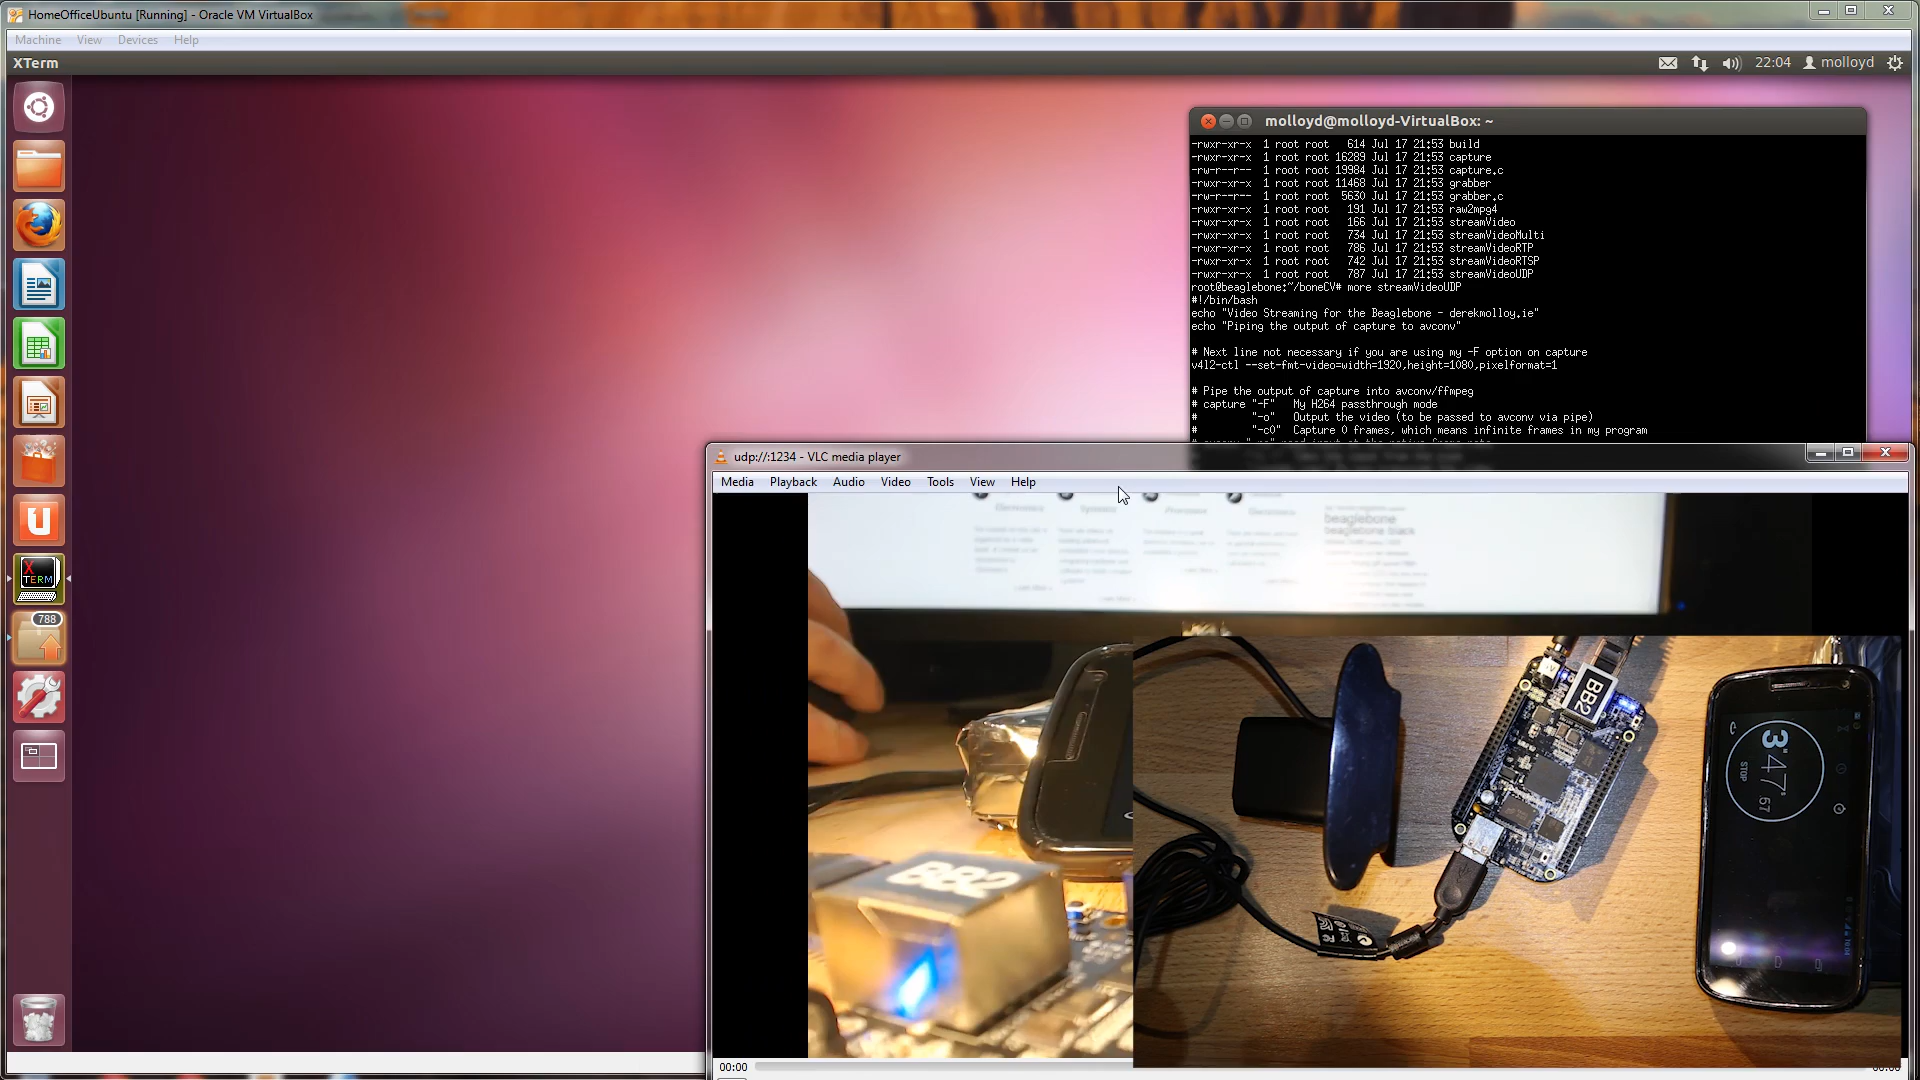 HomeOfficeUbuntu [Running] - Oracle VM VirtualBox
Machine View Devices Help
XTerm
22:04 molloyd
molloyd@molloyd-VirtualBox: ~
-rwxr-xr-x 1 root root 614 Jul 17 21:53 build
-rwxr-xr-x 1 root root 16289 Jul 17 21:53 capture
-rw-r--r-- 1 root root 19984 Jul 17 21:53 capture.c
-rwxr-xr-x 1 root root 11468 Jul 17 21:53 grabber
-rw-r--r-- 1 root root 5630 Jul 17 21:53 grabber.c
-rwxr-xr-x 1 root root 191 Jul 17 21:53 raw2mpg4
-rwxr-xr-x 1 root root 166 Jul 17 21:53 streamVideo
-rwxr-xr-x 1 root root 734 Jul 17 21:53 streamVideoMulti
-rwxr-xr-x 1 root root 786 Jul 17 21:53 streamVideoRTP
-rwxr-xr-x 1 root root 742 Jul 17 21:53 streamVideoRTSP
-rwxr-xr-x 1 root root 787 Jul 17 21:53 streamVideoUDP
root@beaglebone:~/boneCV# more streamVideoUDP
#!/bin/bash
echo "Video Streaming for the Beaglebone - derekmolloy.ie"
echo "Piping the output of capture to avconv"
# Next line not necessary if you are using my -F option on capture
v4l2-ctl --set-fmt-video=width=1920,height=1080,pixelformat=1
# Pipe the output of capture into avconv/ffmpeg
# capture "-F" My H264 passthrough mode
# "-o" Output the video (to be passed to avconv via pipe)
# "-c0" Capture 0 frames, which means infinite frames in my program
udp://:1234 - VLC media player
Media Playback Audio Video Tools View Help
Electronics
beaglebone
beaglebone black
XTERM
788
BB2
BB2
3 47 .67
STOP
00:00